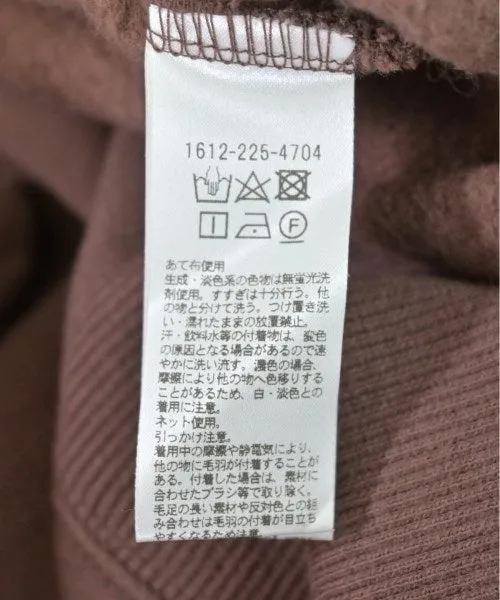 1612-225-4704
F
あて布使用
生成・淡色系の色物は無蛍光洗
剤使用。すすぎは十分行う。他
の物と分けて洗う。つけ置き洗
い・濡れたままの放置禁止。
汗・飲料水等の付着物は、変色
の原因となる場合があるので速
やかに洗い流す。濃色の場合、
摩擦により他の物へ色移りする
ことがあるため、白・淡色との
着用に注意。
ネット使用。
引っかけ注意。
着用中の摩擦や静電気により、
他の物に毛羽が付着することが
ある。付着した場合は、素材に
合わせたブラシ等で取り除く。
毛足の長い素材や反対色との組
み合わせは毛羽の付着が目立ち
やすくなるため注意